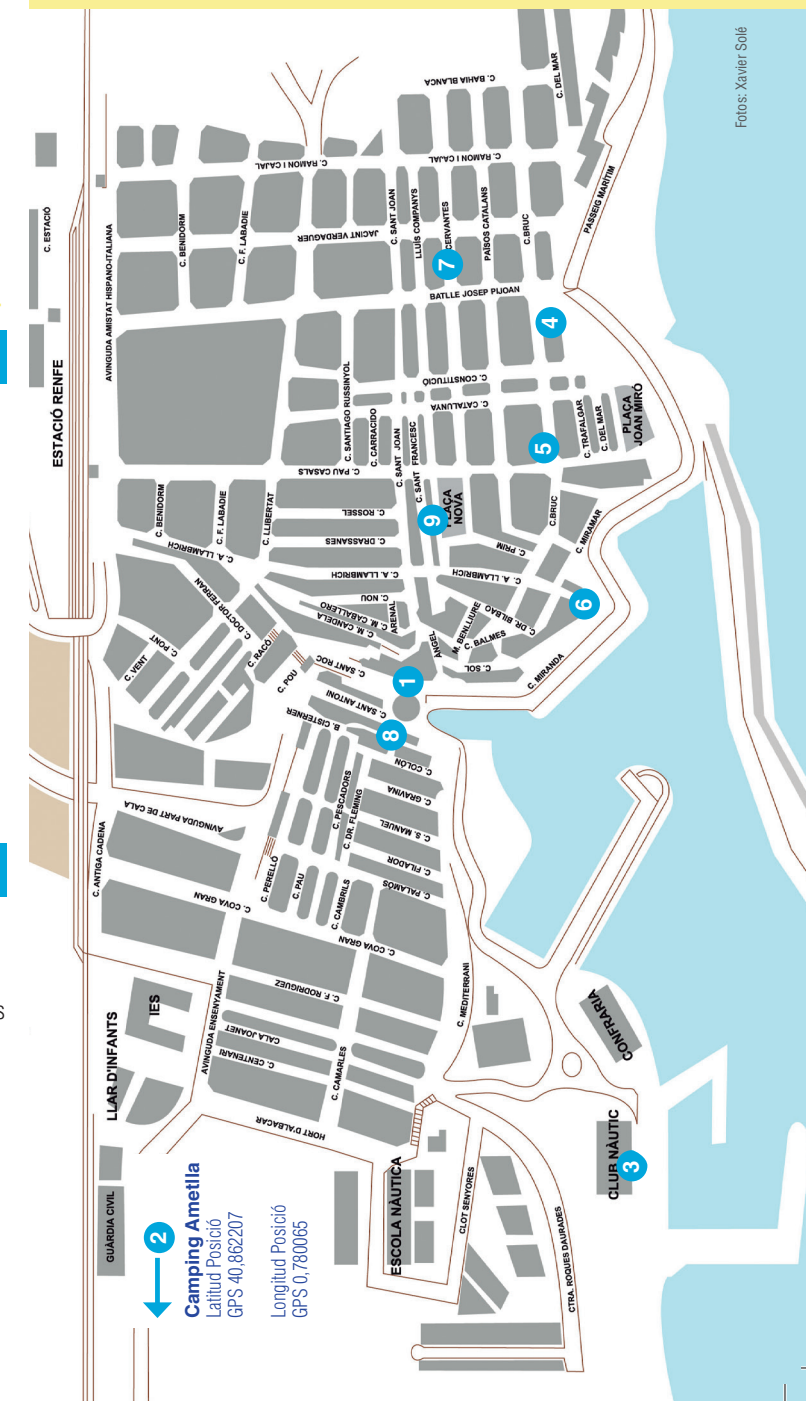 Fotos: Xavier Solé
C. ESTACIÓ
ESTACIÓ RENFE
AVINGUDA AMISTAT HISPANO-ITALIANA
C. BENIDORM
C. F. LABADIE
JACINT VERDAGUER
C. RAMON I CAJAL
C. RAMON I CAJAL
C. BAHIA BLANCA
C. DEL MAR
PASSEIG MARÍTIM
C. SANT JOAN
LLUÍS COMPANYS
CERVANTES
7
PAÏSOS CATALANS
C.BRUC
BATLLE JOSEP PIJOAN
4
C. CONSTITUCIÓ
C. CATALUNYA
C. SANTIAGO RUSSINYOL
C. CARRACIDO
C. SANT JOAN
C. SANT FRANCESC
C. PAU CASALS
5
C. TRAFALGAR
C. DEL MAR
PLAÇA
JOAN MIRÓ
C. BENIDORM
C. F. LABADIE
C. LLIBERTAT
C. ROSSEL
C. DRASSANES
9
PLAÇA
NOVA
C. PRIM
C.BRUC
C. MIRAMAR
C. A. LLAMBRICH
C. A. LLAMBRICH
C. A. LLAMBRICH
C. NOU
C. M. CABALLERO
C. M. CANDELA
ARENAL
ANGEL
M. BENLLIURE
C. BALMES
C. DR. BILBAO
6
C. SOL
C. MIRANDA
C. DOCTOR FERRAN
C. PONT
C. VENT
C. RACÓ
C. POU
C. SANT ROC
1
C. SANT ANTONI
B. CISTERNER
8
C. COLÓN
C. GRAVINA
C. S. MANUEL
C. FILADOR
C. PALAMÓS
C. PESCADORS
C. DR. FLEMING
AVINGUDA PART DE CALA
C. ANTIGA CADENA
C. PERELLÓ
C. PAU
C. CAMBRILS
C. COVA GRAN
C. COVA GRAN
C. F. RODRIGUEZ
AVINGUDA ENSENYAMENT
CALA JOANET
C. CENTENARI
C. CAMARLES
C. MEDITERRANI
CONFRARIA
IES
LLAR D'INFANTS
HORT D'ALBACAR
GUÀRDIA CIVIL
ESCOLA NÀUTICA
CLOT SENYORES
CTRA. ROQUES DAURADES
CLUB NÀUTIC
3
2
Camping Ametlla
Latitud Posició
GPS 40,862207
Longitud Posició
GPS 0,780065
S